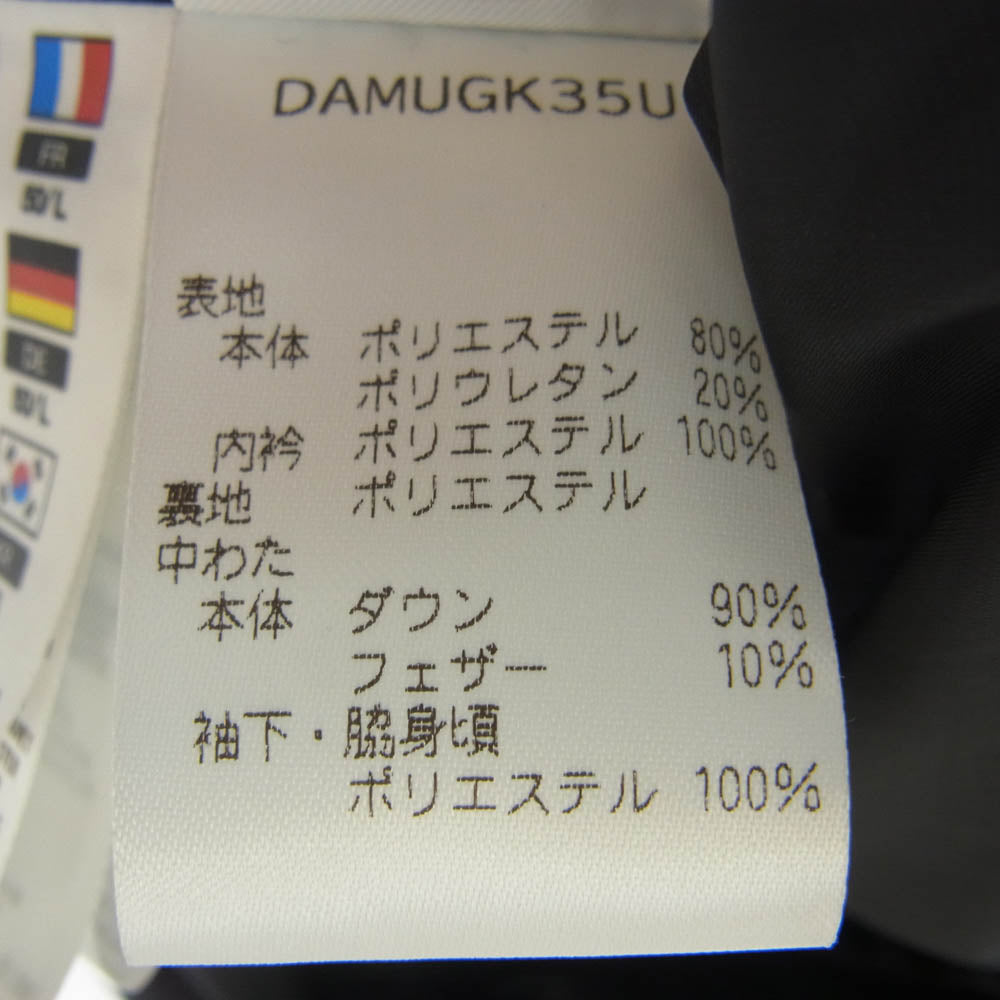 DAMUGK35U
表地
本体 ポリエステル 80%
ポリウレタン 20%
内衿 ポリエステル 100%
裏地 ポリエステル
中わた
本体 ダウン 90%
フェザー 10%
袖下・脇身頃
ポリエステル 100%
FR
50/L
DE